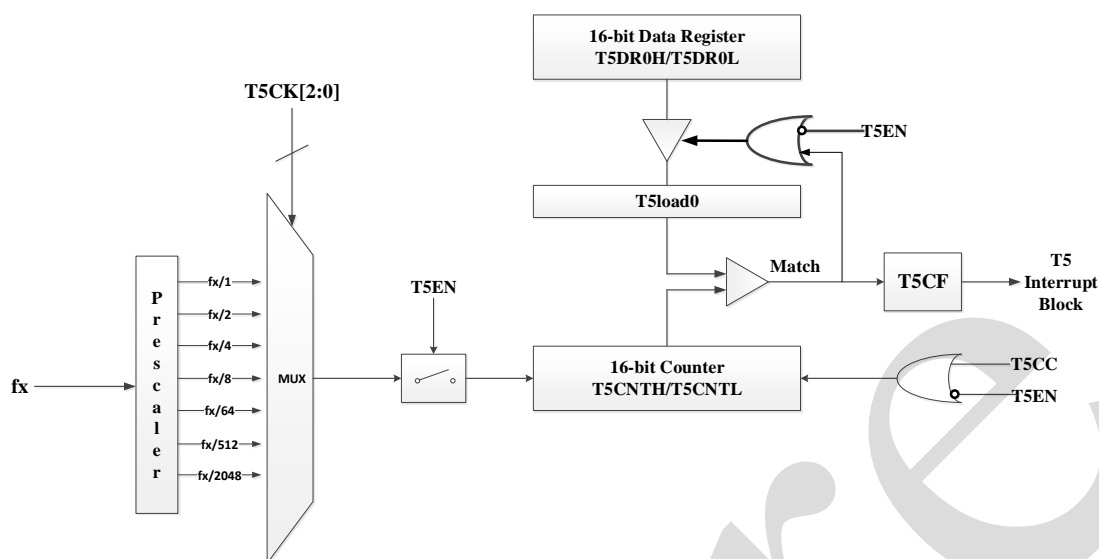 16-bit Data Register
T5DR0H/T5DR0L
T5CK[2:0]
T5EN
T5load0
Match
T5CF
T5
Interrupt
Block
T5EN
Prescaler
fx/1
fx/2
fx/4
fx/8
fx/64
fx/512
fx/2048
fx
MUX
16-bit Counter
T5CNTH/T5CNTL
T5CC
T5EN
re